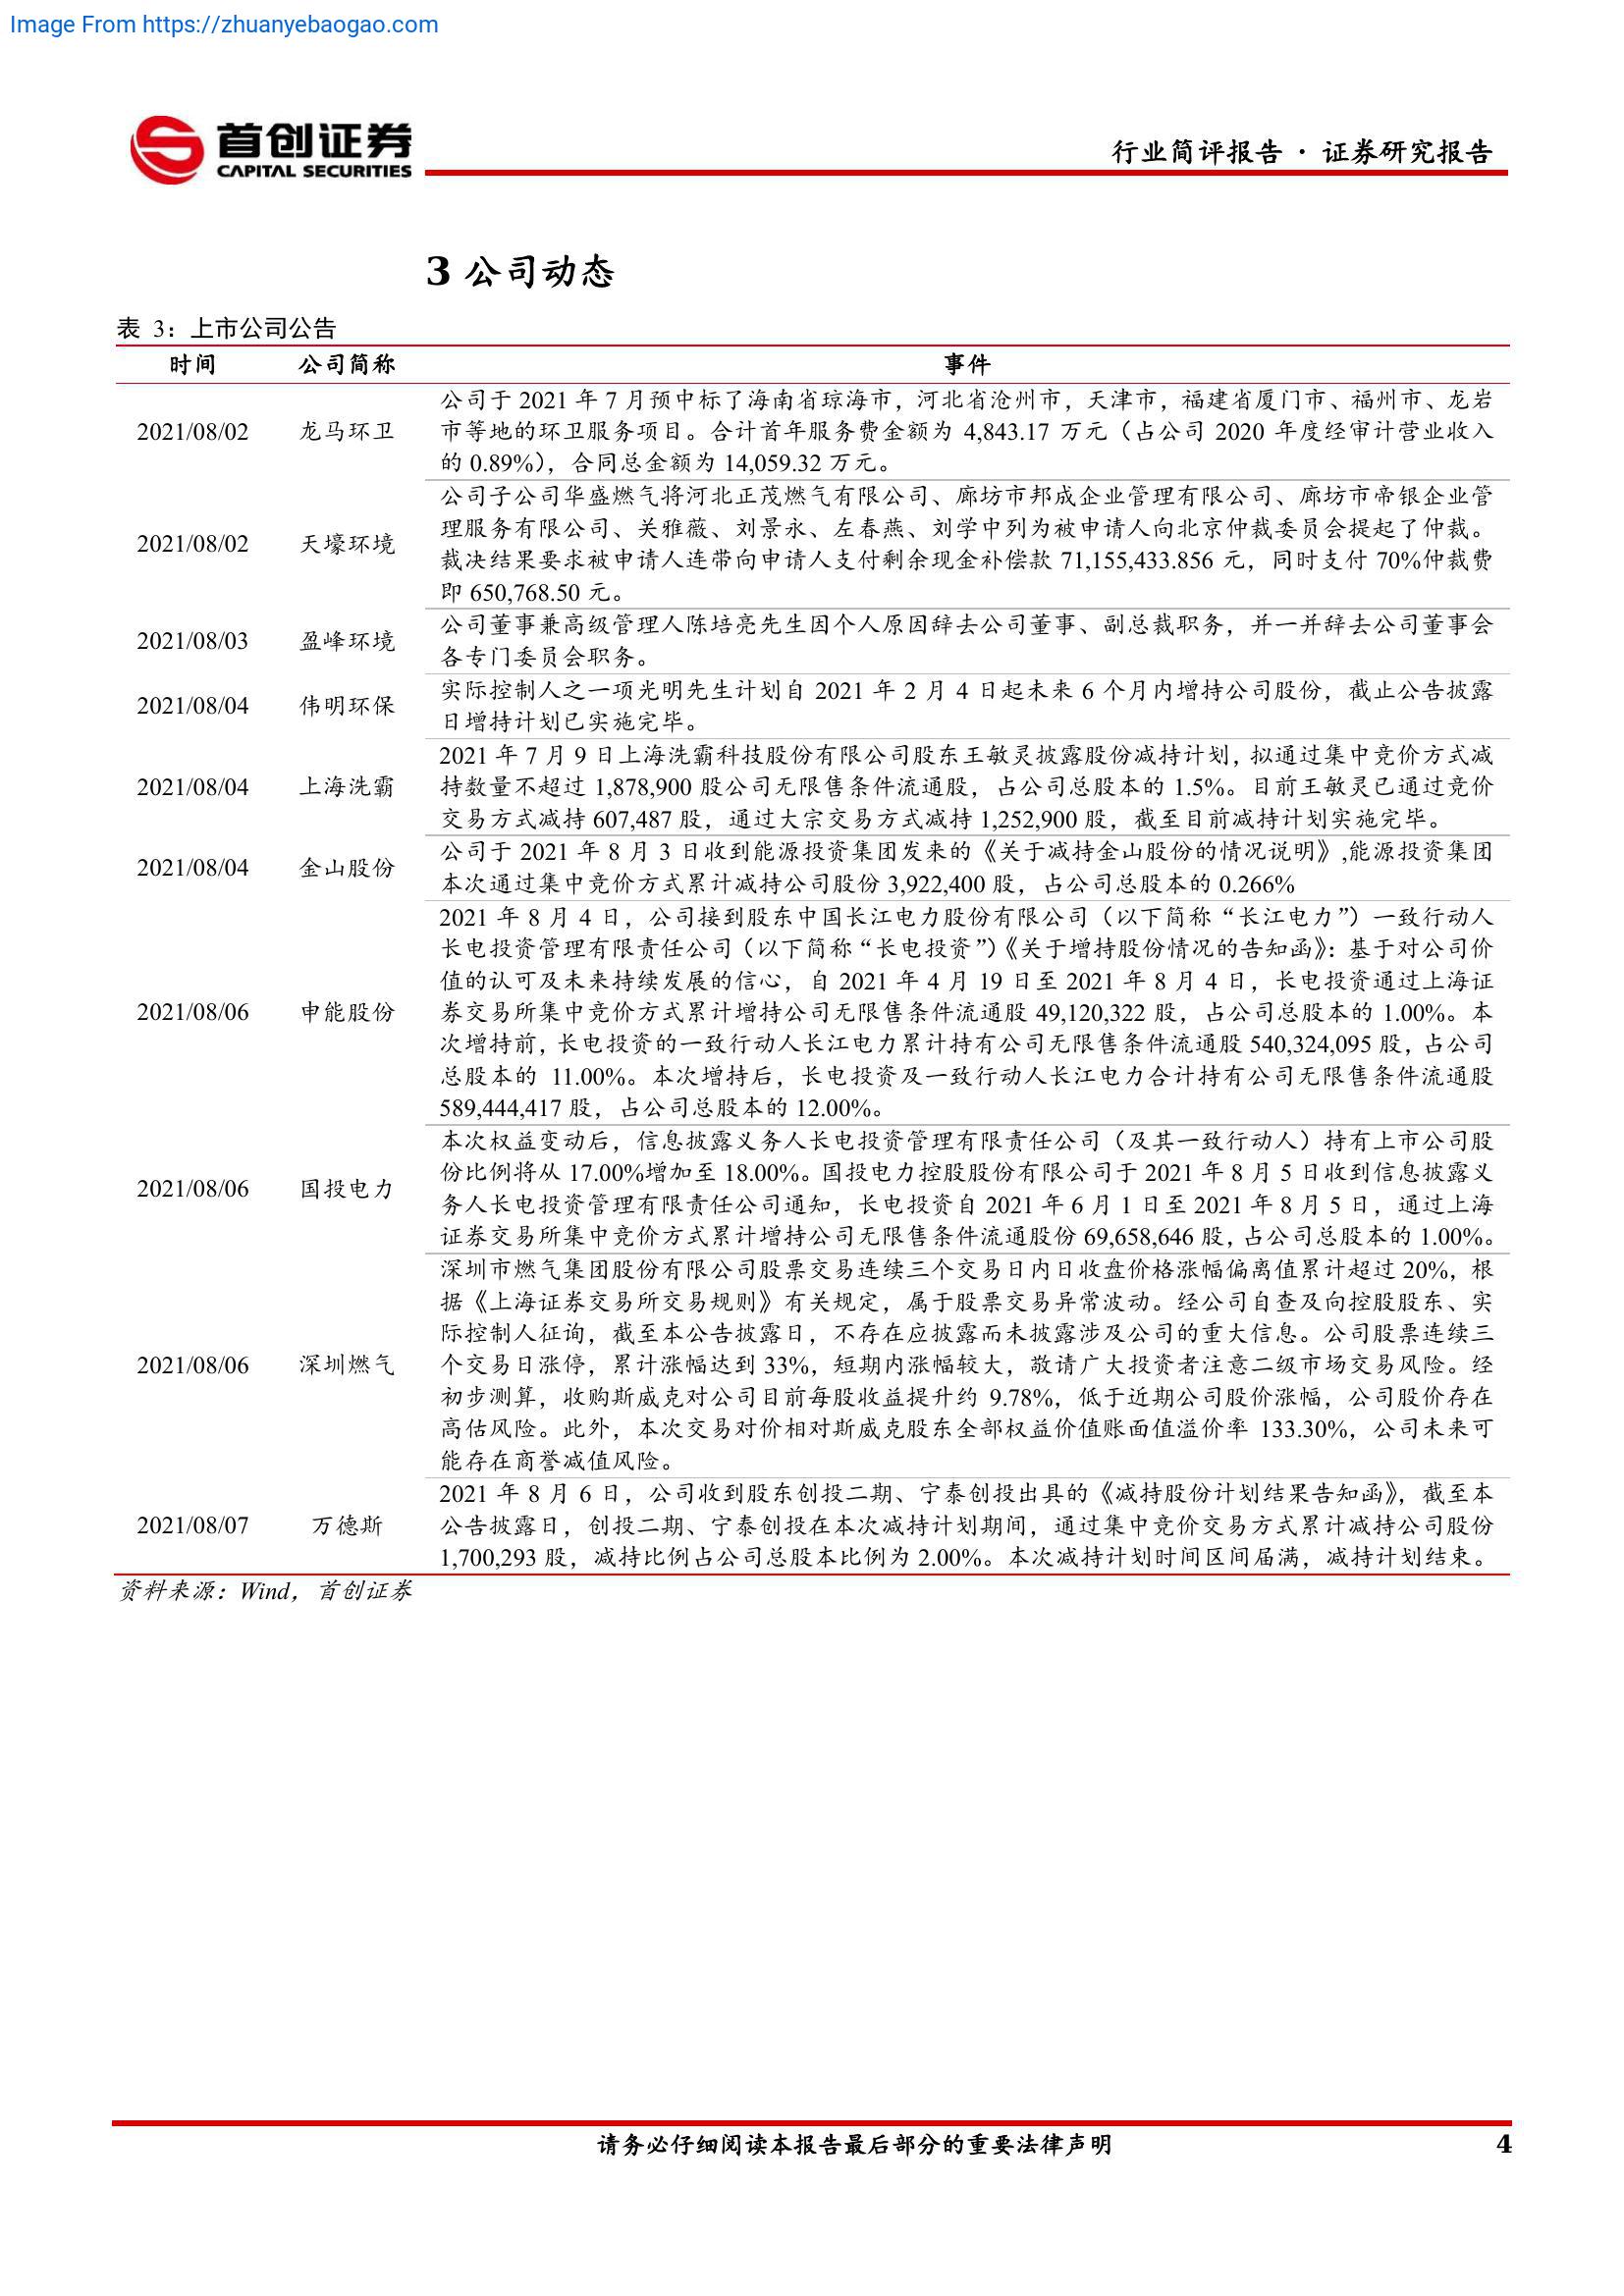 Image From https://zhuanyebaogao.com
首创证券
CAPITAL SECURITIES
行业简评报告 · 证券研究报告
3 公司动态
表 3：上市公司公告
时间 公司简称 事件
公司于 2021 年 7 月预中标了海南省琼海市，河北省沧州市，天津市，福建省厦门市、福州市、龙岩
2021/08/02 龙马环卫 市等地的环卫服务项目。合计首年服务费金额为 4,843.17 万元（占公司 2020 年度经审计营业收入
的 0.89%），合同总金额为 14,059.32 万元。
公司子公司华盛燃气将河北正茂燃气有限公司、廊坊市邦成企业管理有限公司、廊坊市帝银企业管
理服务有限公司、关雅薇、刘景永、左春燕、刘学中列为被申请人向北京仲裁委员会提起了仲裁。
2021/08/02 天壕环境
裁决结果要求被申请人连带向申请人支付剩余现金补偿款 71,155,433.856 元，同时支付 70%仲裁费
即 650,768.50 元。
公司董事兼高级管理人陈培亮先生因个人原因辞去公司董事、副总裁职务，并一并辞去公司董事会
2021/08/03 盈峰环境
各专门委员会职务。
实际控制人之一项光明先生计划自 2021 年 2 月 4 日起未来 6 个月内增持公司股份，截止公告披露
2021/08/04 伟明环保
日增持计划已实施完毕。
2021 年 7 月 9 日上海洗霸科技股份有限公司股东王敏灵披露股份减持计划，拟通过集中竞价方式减
2021/08/04 上海洗霸 持数量不超过 1,878,900 股公司无限售条件流通股，占公司总股本的 1.5%。目前王敏灵已通过竞价
交易方式减持 607,487 股，通过大宗交易方式减持 1,252,900 股，截至目前减持计划实施完毕。
公司于 2021 年 8 月 3 日收到能源投资集团发来的《关于减持金山股份的情况说明》,能源投资集团
2021/08/04 金山股份
本次通过集中竞价方式累计减持公司股份 3,922,400 股，占公司总股本的 0.266%
2021 年 8 月 4 日，公司接到股东中国长江电力股份有限公司（以下简称“长江电力”）一致行动人
长电投资管理有限责任公司（以下简称“长电投资”）《关于增持股份情况的告知函》：基于对公司价
值的认可及未来持续发展的信心，自 2021 年 4 月 19 日至 2021 年 8 月 4 日，长电投资通过上海证
2021/08/06 申能股份 券交易所集中竞价方式累计增持公司无限售条件流通股 49,120,322 股，占公司总股本的 1.00%。本
次增持前，长电投资的一致行动人长江电力累计持有公司无限售条件流通股 540,324,095 股，占公司
总股本的 11.00%。本次增持后，长电投资及一致行动人长江电力合计持有公司无限售条件流通股
589,444,417 股，占公司总股本的 12.00%。
本次权益变动后，信息披露义务人长电投资管理有限责任公司（及其一致行动人）持有上市公司股
份比例将从 17.00%增加至 18.00%。国投电力控股股份有限公司于 2021 年 8 月 5 日收到信息披露义
2021/08/06 国投电力
务人长电投资管理有限责任公司通知，长电投资自 2021 年 6 月 1 日至 2021 年 8 月 5 日，通过上海
证券交易所集中竞价方式累计增持公司无限售条件流通股份 69,658,646 股，占公司总股本的 1.00%。
深圳市燃气集团股份有限公司股票交易连续三个交易日内日收盘价格涨幅偏离值累计超过 20%，根
据《上海证券交易所交易规则》有关规定，属于股票交易异常波动。经公司自查及向控股股东、实
际控制人征询，截至本公告披露日，不存在应披露而未披露涉及公司的重大信息。公司股票连续三
2021/08/06 深圳燃气 个交易日涨停，累计涨幅达到 33%，短期内涨幅较大，敬请广大投资者注意二级市场交易风险。经
初步测算，收购斯威克对公司目前每股收益提升约 9.78%，低于近期公司股价涨幅，公司股价存在
高估风险。此外，本次交易对价相对斯威克股东全部权益价值账面值溢价率 133.30%，公司未来可
能存在商誉减值风险。
2021 年 8 月 6 日，公司收到股东创投二期、宁泰创投出具的《减持股份计划结果告知函》，截至本
2021/08/07 万德斯 公告披露日，创投二期、宁泰创投在本次减持计划期间，通过集中竞价交易方式累计减持公司股份
1,700,293 股，减持比例占公司总股本比例为 2.00%。本次减持计划时间区间届满，减持计划结束。
资料来源：Wind，首创证券
请务必仔细阅读本报告最后部分的重要法律声明 4